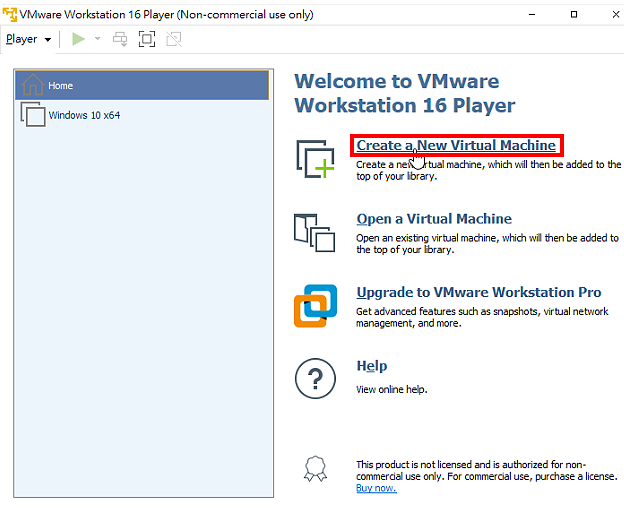 VMware Workstation 16 Player (Non-commercial use only)
Player
Home
Windows 10 x64
Welcome to VMware
Workstation 16 Player
Create a New Virtual Machine
Create a new virtual machine, which will then be added to the
top of your library.
Open a Virtual Machine
Open an existing virtual machine, which will then be added to
the top of your library.
Upgrade to VMware Workstation Pro
Get advanced features such as snapshots, virtual network
management, and more.
Help
View online help.
This product is not licensed and is authorized for non-
commercial use only. For commercial use, purchase a license.
Buy now.